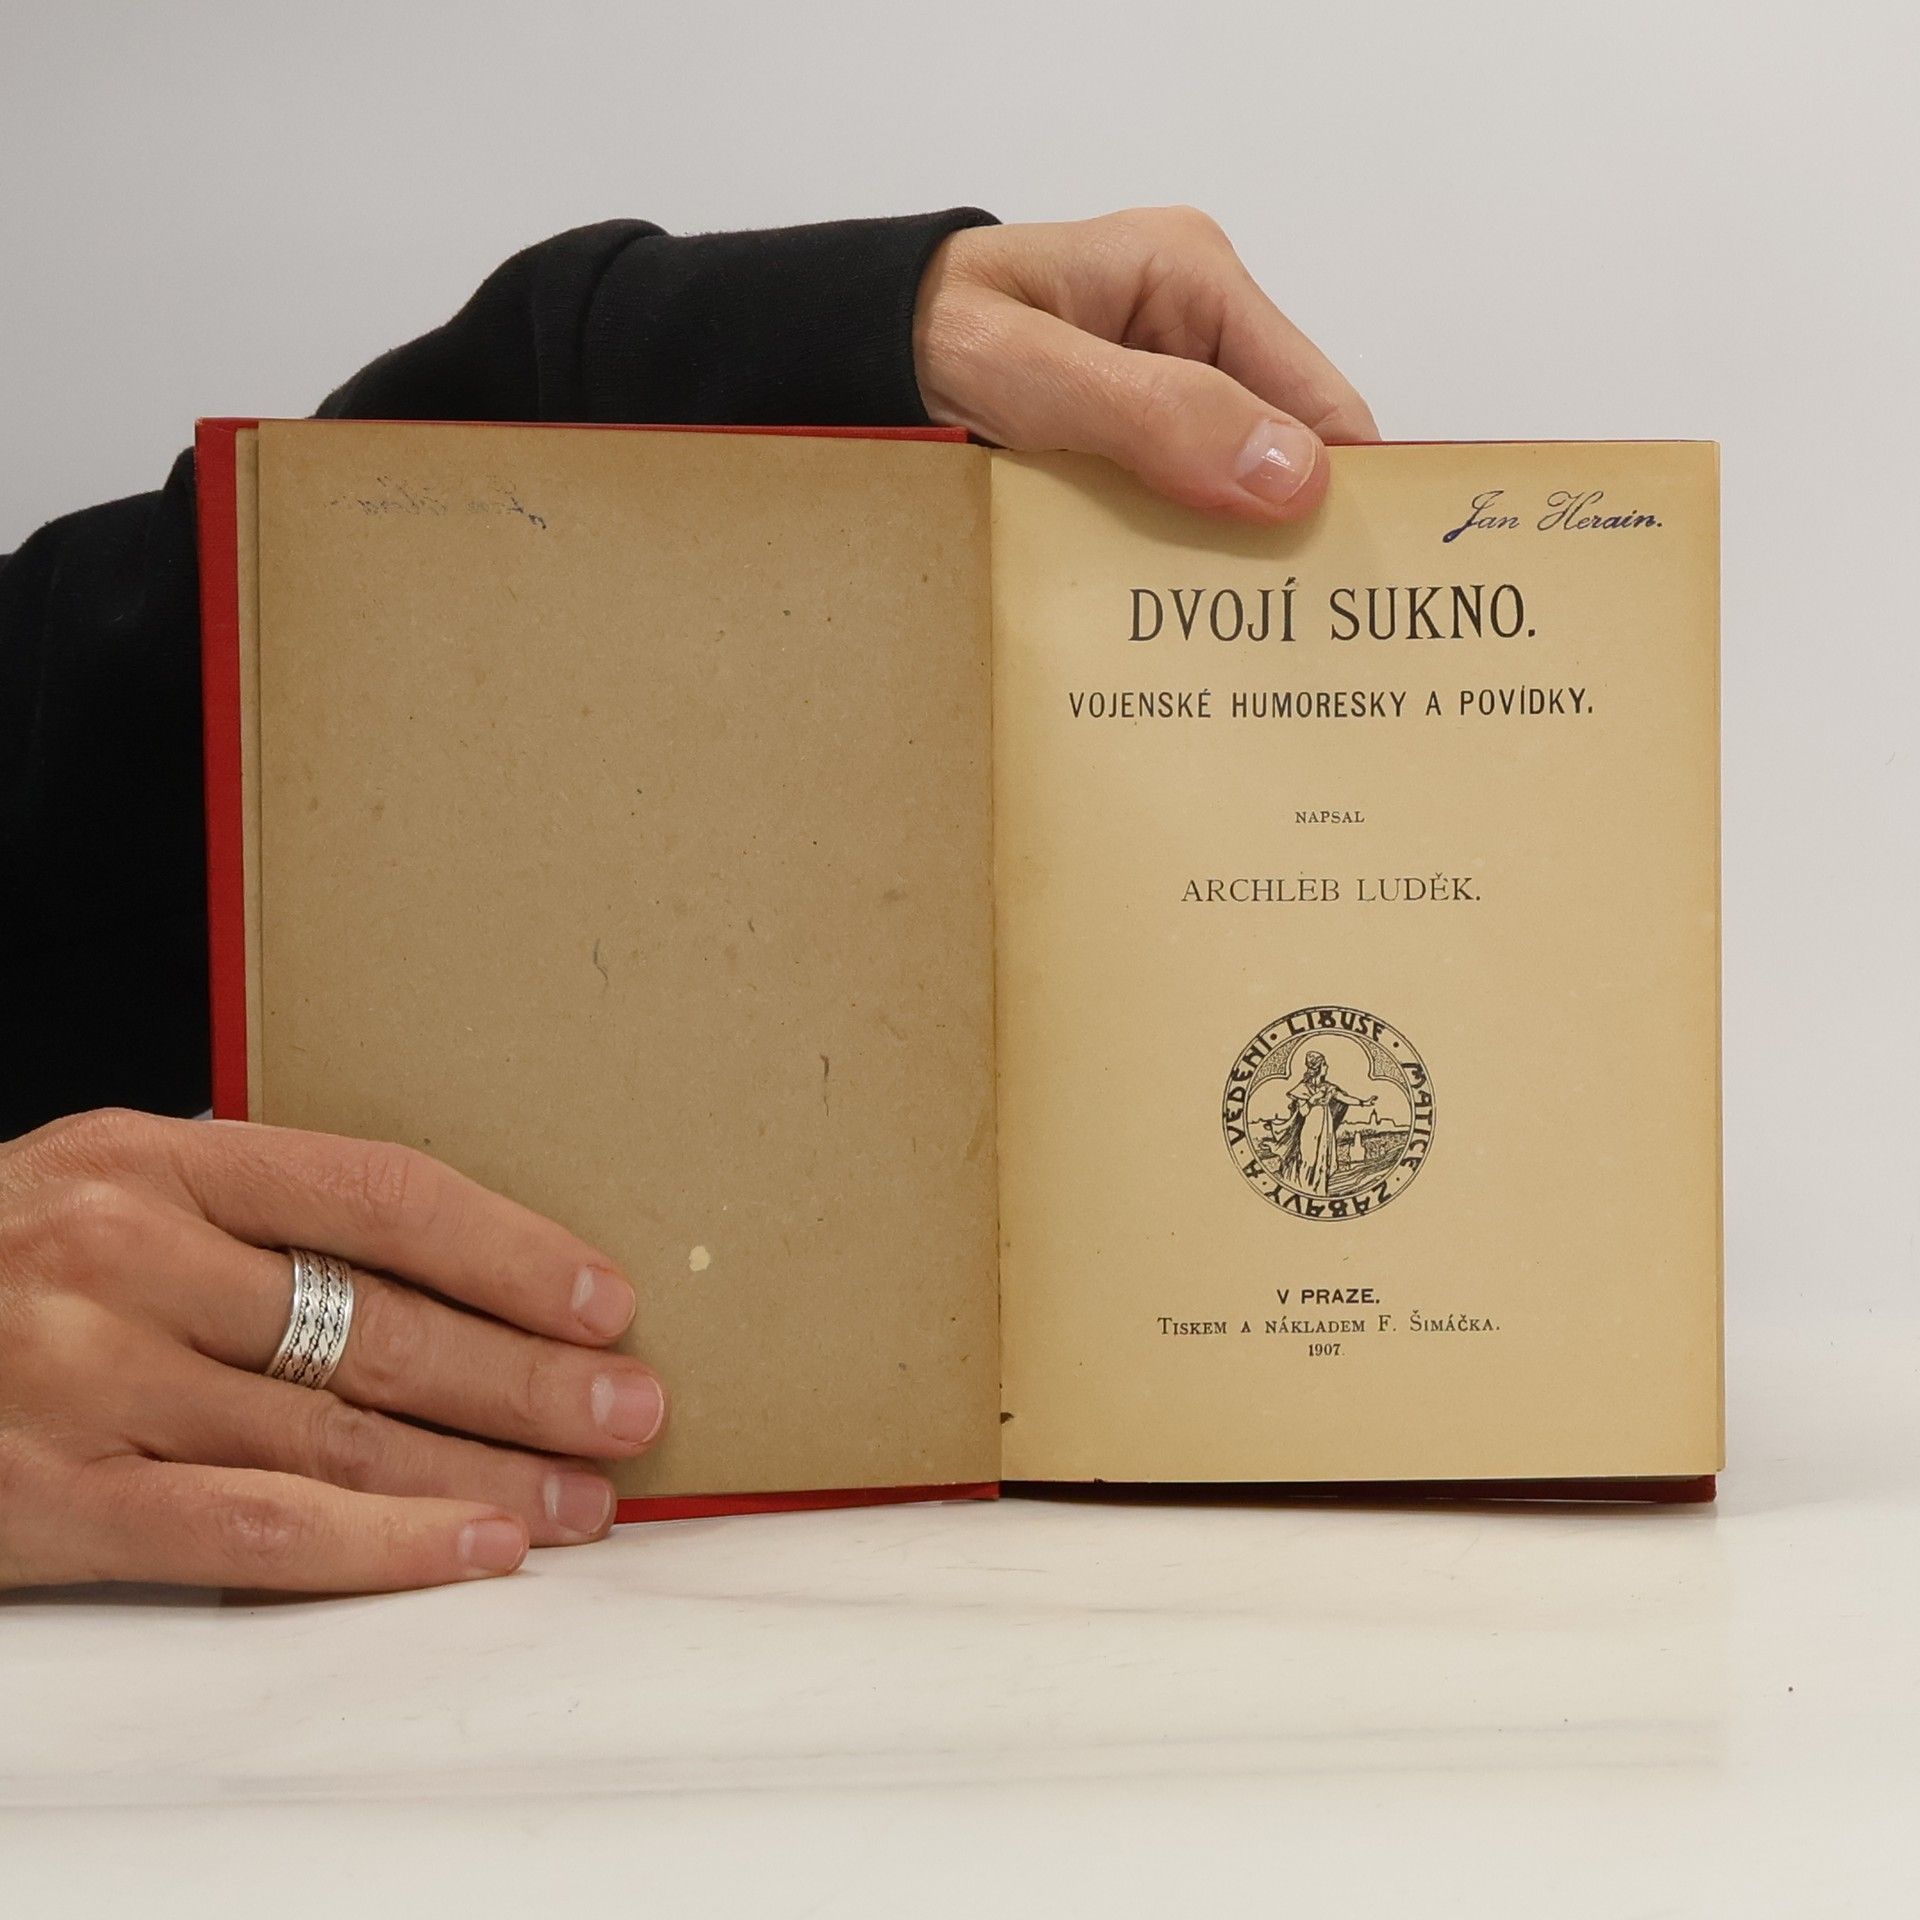 Jan Herain.
DVOJÍ SUKNO.
VOJENSKÉ HUMORESKY A POVÍDKY.
NAPSAL
ARCHLEB LUDĚK.
LIBUŠE · MATICE · ZÁBAVY · A · VĚDĚNÍ ·
V PRAZE.
TISKEM A NÁKLADEM F. ŠIMÁČKA.
1907.